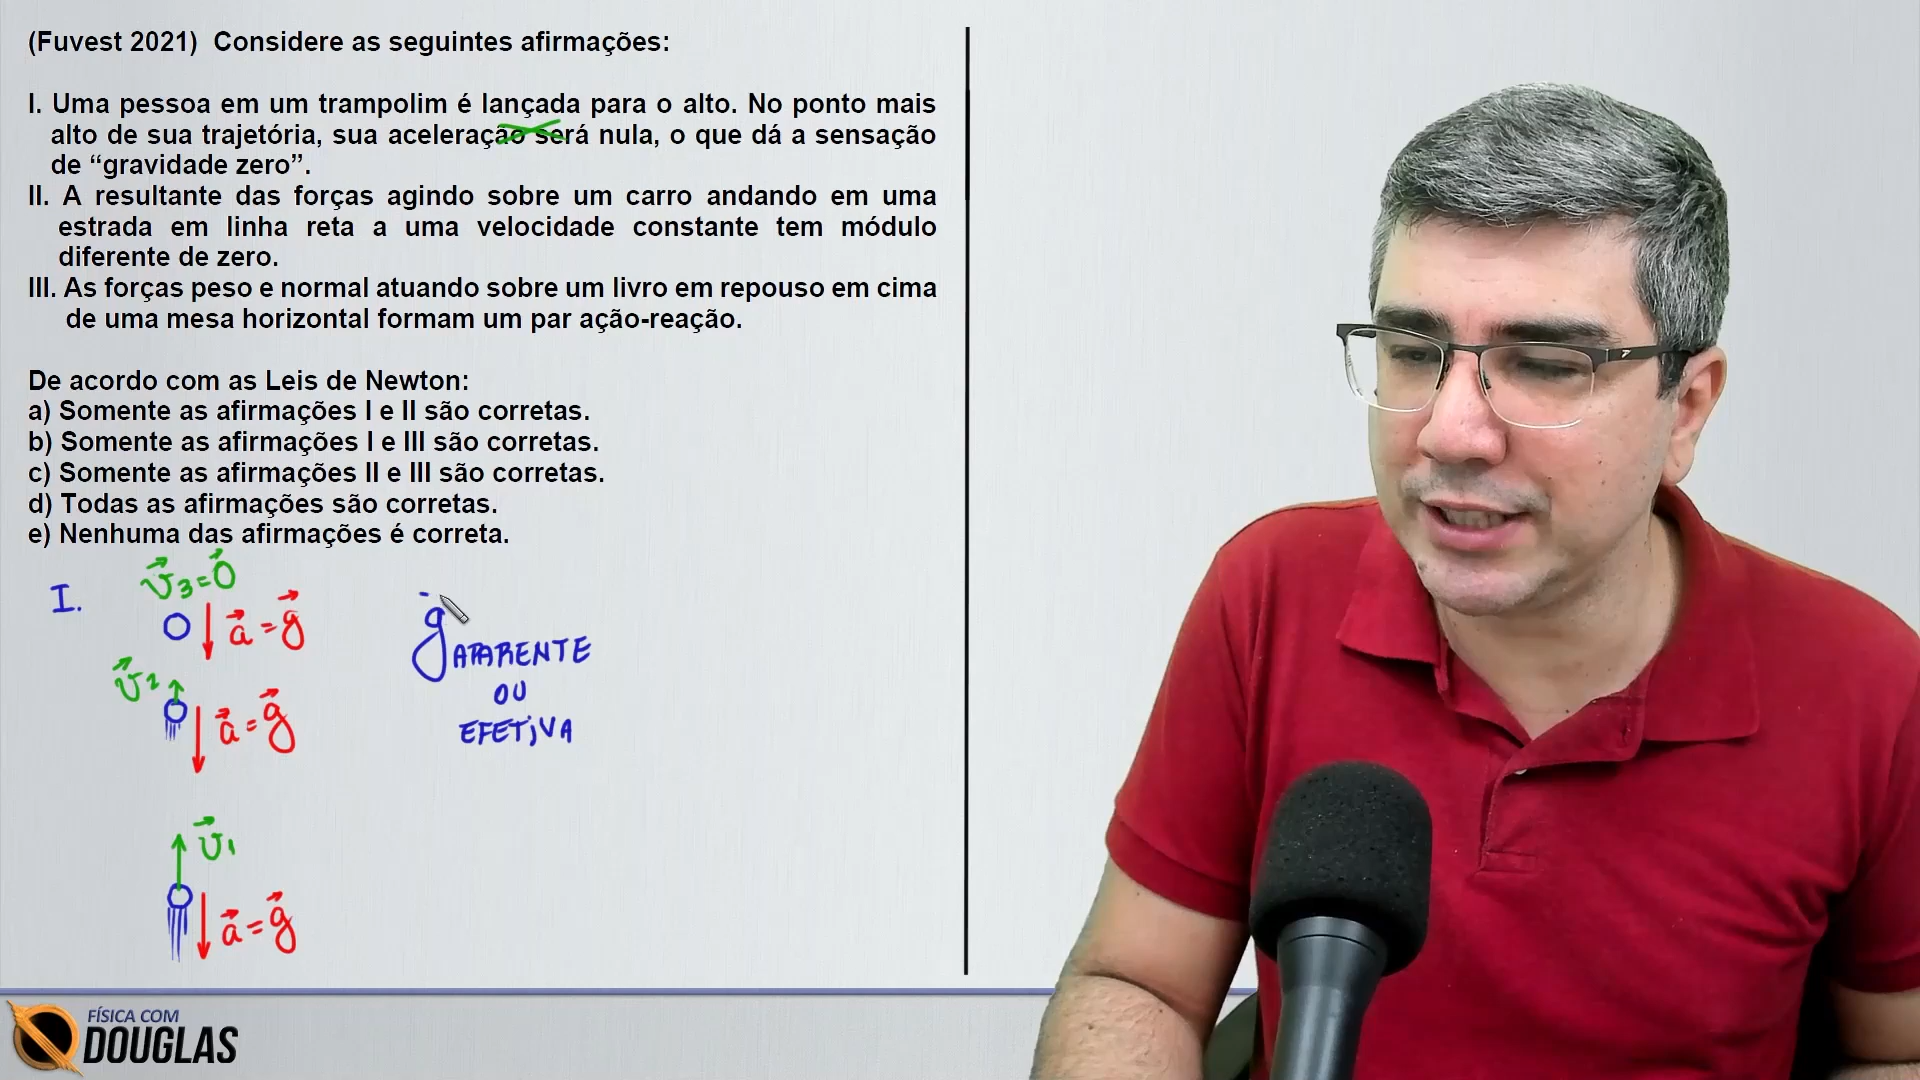 (Fuvest 2021) Considere as seguintes afirmações:
I. Uma pessoa em um trampolim é lançada para o alto. No ponto mais
alto de sua trajetória, sua aceleração será nula, o que dá a sensação
de “gravidade zero”.
II. A resultante das forças agindo sobre um carro andando em uma
estrada em linha reta a uma velocidade constante tem módulo
diferente de zero.
III. As forças peso e normal atuando sobre um livro em repouso em cima
de uma mesa horizontal formam um par ação-reação.
De acordo com as Leis de Newton:
a) Somente as afirmações I e II são corretas.
b) Somente as afirmações I e III são corretas.
c) Somente as afirmações II e III são corretas.
d) Todas as afirmações são corretas.
e) Nenhuma das afirmações é correta.
I.
v⃗3=0⃗
a⃗=g⃗
v⃗2
a⃗=g⃗
v⃗1
a⃗=g⃗
g APARENTE
OU
EFETIVA
FÍSICA COM
DOUGLAS